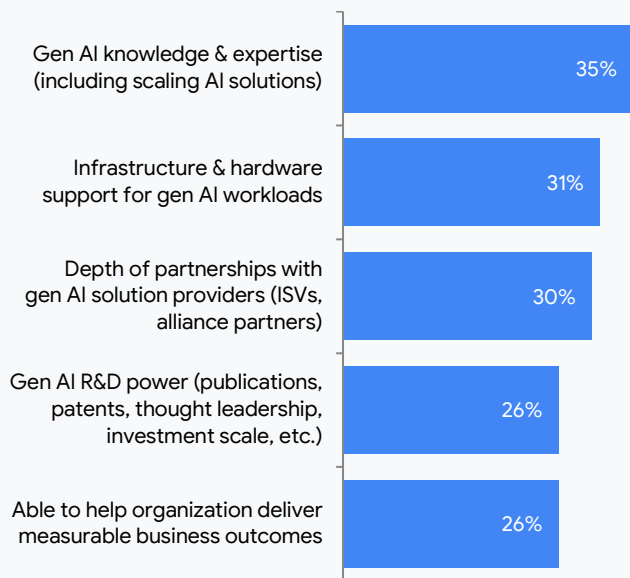 Gen AI knowledge & expertise
(including scaling AI solutions)
35%
Infrastructure & hardware
support for gen AI workloads
31%
Depth of partnerships with
gen AI solution providers (ISVs,
alliance partners)
30%
Gen AI R&D power (publications,
patents, thought leadership,
investment scale, etc.)
26%
Able to help organization deliver
measurable business outcomes
26%